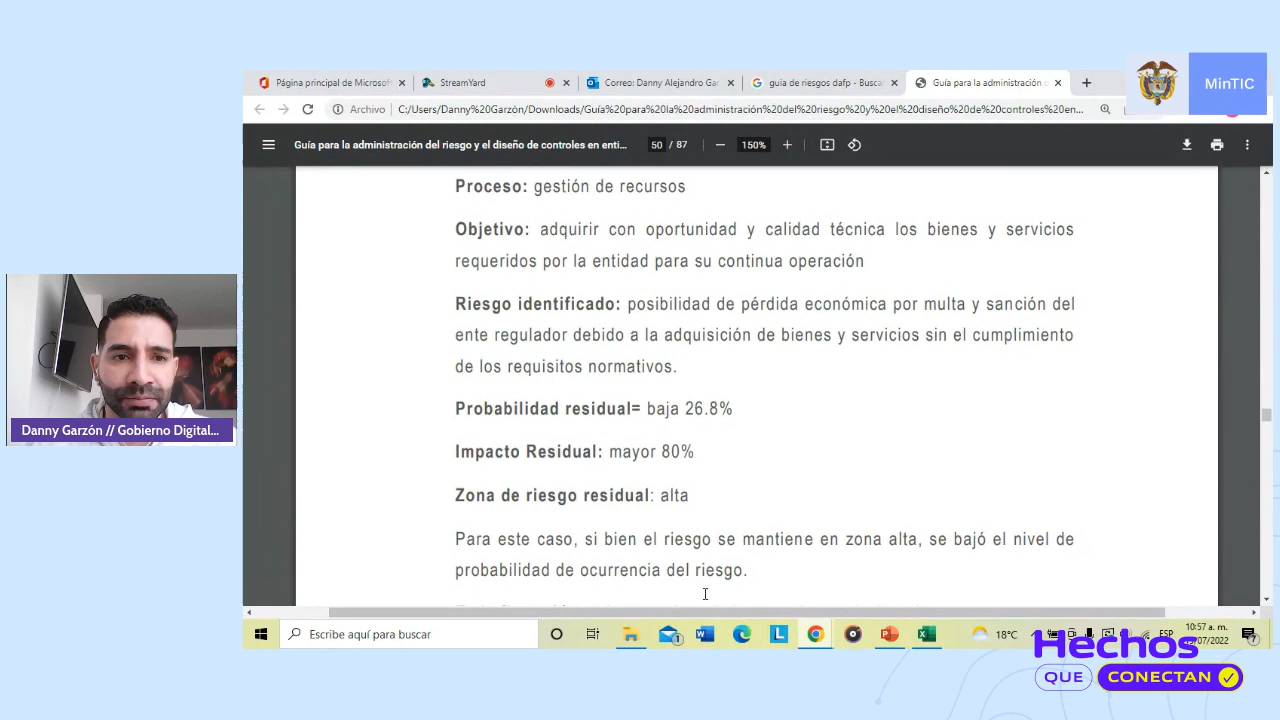 Página principal de Microsof
StreamYard
Correo: Danny Alejandro Ga
guia de riesgos dafp - Busca
Guía para la administración
MinTIC
Archivo
C:/Users/Danny%20Garzón/Downloads/Guía%20para%20la%20administración%20del%20riesgo%20y%20el%20diseño%20de%20controles%20en...
Guía para la administración del riesgo y el diseño de controles en enti...
50 / 87
150%
Proceso: gestión de recursos
Objetivo: adquirir con oportunidad y calidad técnica los bienes y servicios
requeridos por la entidad para su continua operación
Riesgo identificado: posibilidad de pérdida económica por multa y sanción del
ente regulador debido a la adquisición de bienes y servicios sin el cumplimiento
de los requisitos normativos.
Probabilidad residual= baja 26.8%
Impacto Residual: mayor 80%
Zona de riesgo residual: alta
Para este caso, si bien el riesgo se mantiene en zona alta, se bajó el nivel de
probabilidad de ocurrencia del riesgo.
Danny Garzón // Gobierno Digital...
Escribe aquí para buscar
18°C
ESP
10:57 a. m.
/07/2022
Hechos
QUE CONECTAN